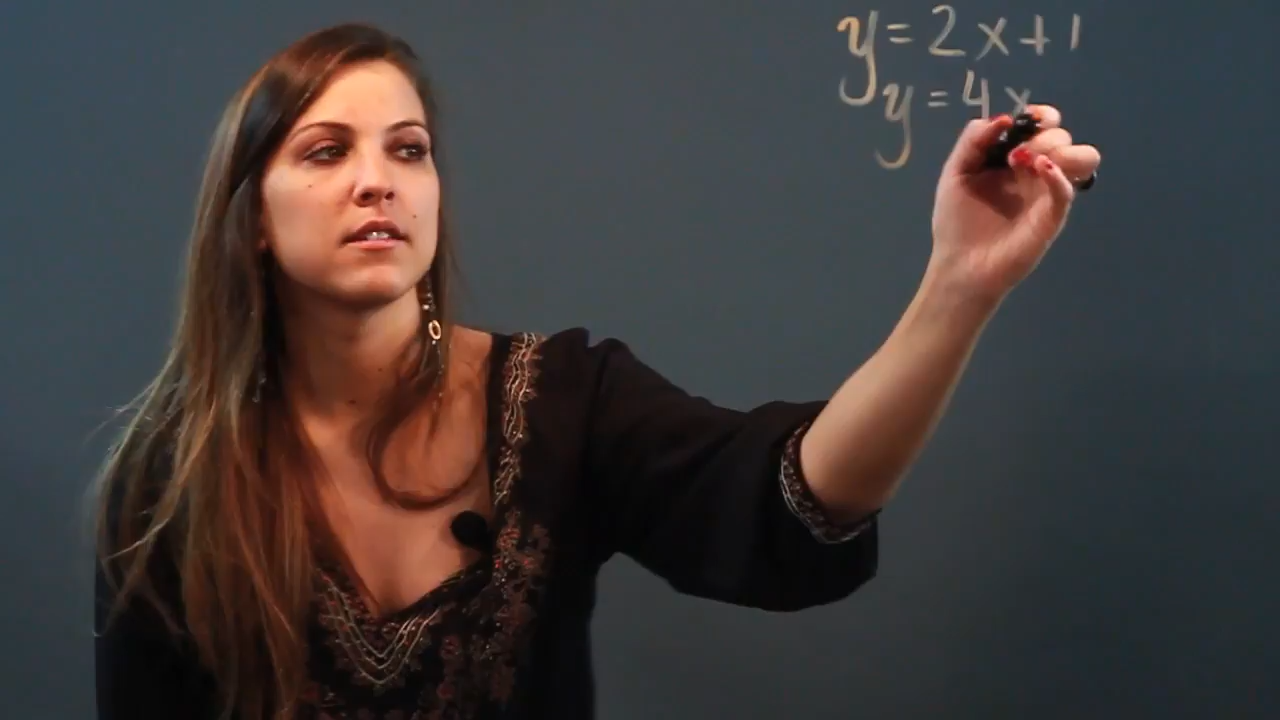 y = 2x + 1
y = 4x